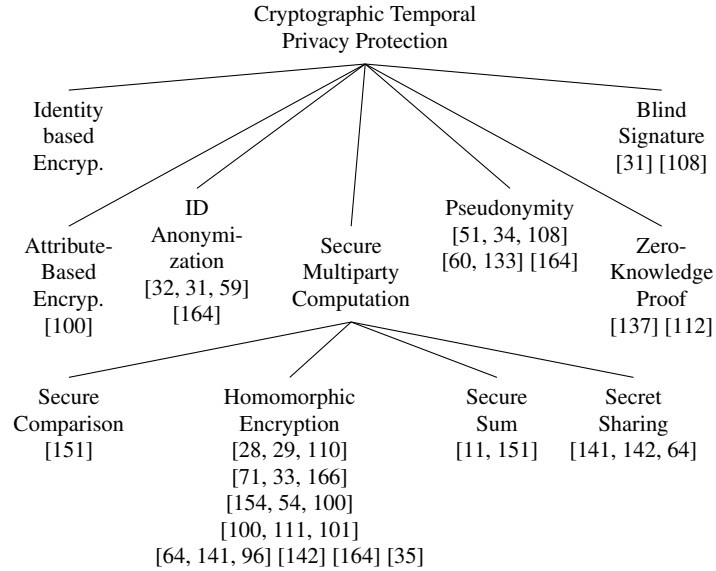 Cryptographic Temporal
Privacy Protection
Identity
based
Encryp.
Blind
Signature
[31] [108]
Attribute-
Based
Encryp.
[100]
ID
Anonymi-
zation
[32, 31, 59]
[164]
Secure
Multiparty
Computation
Pseudonymity
[51, 34, 108]
[60, 133] [164]
Zero-
Knowledge
Proof
[137] [112]
Secure
Comparison
[151]
Homomorphic
Encryption
[28, 29, 110]
[71, 33, 166]
[154, 54, 100]
[100, 111, 101]
[64, 141, 96] [142] [164] [35]
Secure
Sum
[11, 151]
Secret
Sharing
[141, 142, 64]